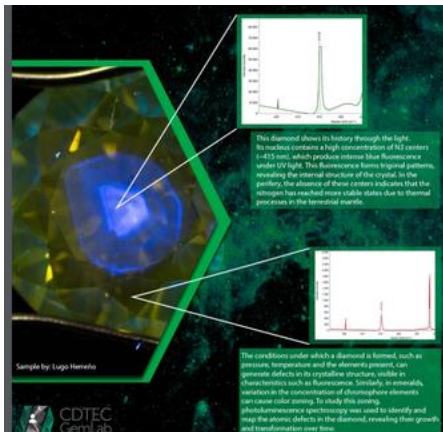 This diamond shows its history through the light.
Its nucleus contains a high concentration of N3 centers
(~415 nm), which produce intense blue fluorescence
under UV light. This fluorescence forms trigonal patterns,
revealing the internal structure of the crystal. In the
perifery, the absence of these centers indicates that the
nitrogen has reached more stable states due to thermal
processes in the terrestrial mantle.
The conditions under which a diamond is formed, such as
pressure, temperature and the elements present, can
generate defects in its crystalline structure, visible in
characteristics such as fluorescence. Similarly, in emeralds,
variation in the concentration of chromophore elements
can cause color zoning. To study this zoning,
photoluminescence spectroscopy was used to identify and
map the atomic defects in the diamond, revealing their growth
and transformation over time.
Sample by: Lugo Herreño
CDTEC
GemLab